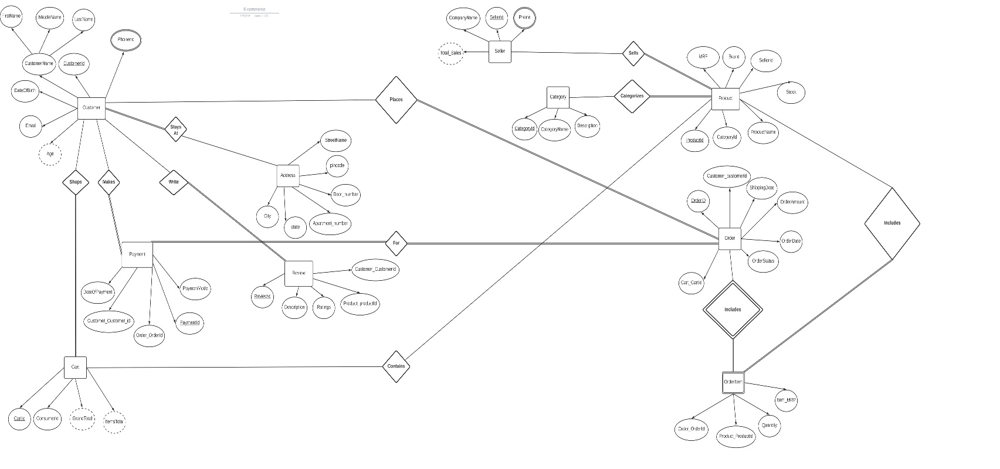 E-commerce
FirstName
MiddleName
LastName
Phoneno
CustomerName
CustomerId
DateOfBirth
Customer
Email
Age
CompanyName
SellerId
Phone
Total_Sales
Seller
Sells
MRP
Brand
SellerId
Stock
Product
Category
Categorizes
CategoryId
CategoryName
Description
ProductId
CategoryId
ProductName
Places
Stays
At
StreetName
pincode
Address
Door_number
City
state
Apartment_number
Shops
Makes
Write
Customer_customerId
ShippingDate
OrderID
OrderAmount
Order
OrderDate
OrderStatus
Cart_CartId
Includes
For
Payment
DateOfPayment
PaymenMode
Customer_Customer_id
Order_OrderId
PaymentId
Review
Customer_CustomerId
ReviewId
Description
Ratings
Product_productId
Includes
Cart
Contains
CartId
ConsumerId
GrandTotal
ItemsTotal
OrderItem
Item_MRP
Order_OrderId
Product_ProductId
Quantity